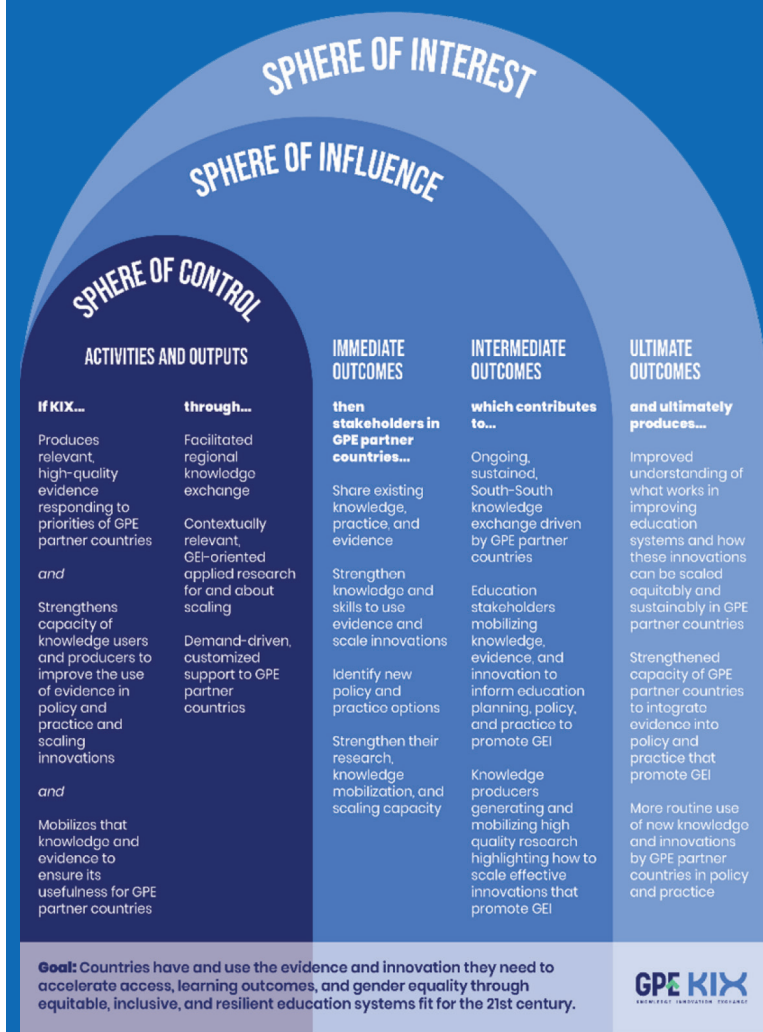 SPHERE OF INTEREST
SPHERE OF INFLUENCE
SPHERE OF CONTROL
ACTIVITIES AND OUTPUTS
If KIX...
Produces
relevant,
high-quality
evidence
responding to
priorities of GPE
partner countries
and
Strengthens
capacity of
knowledge users
and producers to
improve the use
of evidence in
policy and
practice and
scaling
innovations
and
Mobilizes that
knowledge and
evidence to
ensure its
usefulness for GPE
partner countries
through...
Facilitated
regional
knowledge
exchange
Contextually
relevant,
GEI-oriented
applied research
for and about
scaling
Demand-driven,
customized
support to GPE
partner
countries
IMMEDIATE
OUTCOMES
then
stakeholders in
GPE partner
countries...
Share existing
knowledge,
practice, and
evidence
Strengthen
knowledge and
skills to use
evidence and
scale innovations
Identify new
policy and
practice options
Strengthen their
research,
knowledge
mobilization, and
scaling capacity
INTERMEDIATE
OUTCOMES
which contributes
to...
Ongoing,
sustained,
South-South
knowledge
exchange driven
by GPE partner
countries
Education
stakeholders
mobilizing
knowledge,
evidence, and
innovation to
inform education
planning, policy,
and practice to
promote GEI
Knowledge
producers
generating and
mobilizing high
quality research
highlighting how to
scale effective
innovations that
promote GEI
ULTIMATE
OUTCOMES
and ultimately
produces...
Improved
understanding of
what works in
improving
education
systems and how
these innovations
can be scaled
equitably and
sustainably in GPE
partner countries
Strengthened
capacity of GPE
partner countries
to integrate
evidence into
policy and
practice that
promote GEI
More routine use
of new knowledge
and innovations
by GPE partner
countries in policy
and practice
Goal: Countries have and use the evidence and innovation they need to
accelerate access, learning outcomes, and gender equality through
equitable, inclusive, and resilient education systems fit for the 21st century.
GPE KIX
KNOWLEDGE INNOVATION EXCHANGE